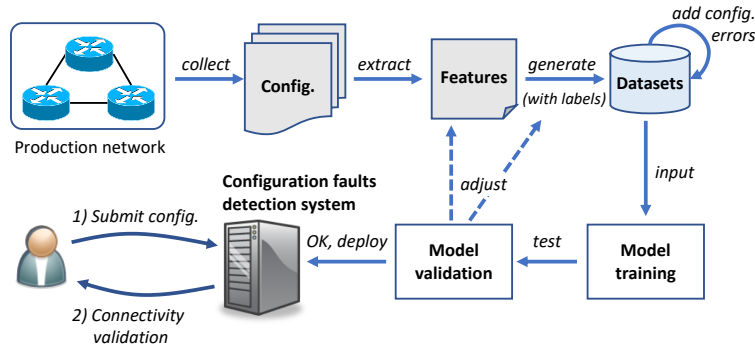 add config.
errors
collect
extract
generate
Config.
Features
Datasets
(with labels)
Production network
adjust
input
Configuration faults
detection system
1) Submit config.
OK, deploy
Model
validation
test
Model
training
2) Connectivity
validation